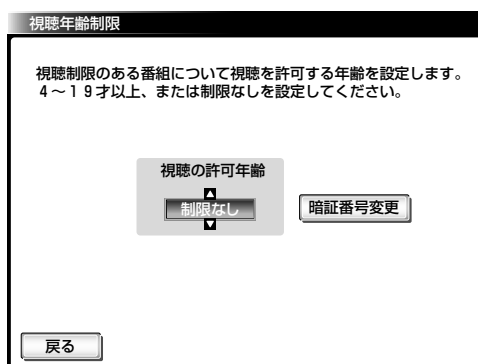 視聴年齢制限
視聴制限のある番組について視聴を許可する年齢を設定します。
４～１９才以上、または制限なしを設定してください。
視聴の許可年齢
制限なし
暗証番号変更
戻る